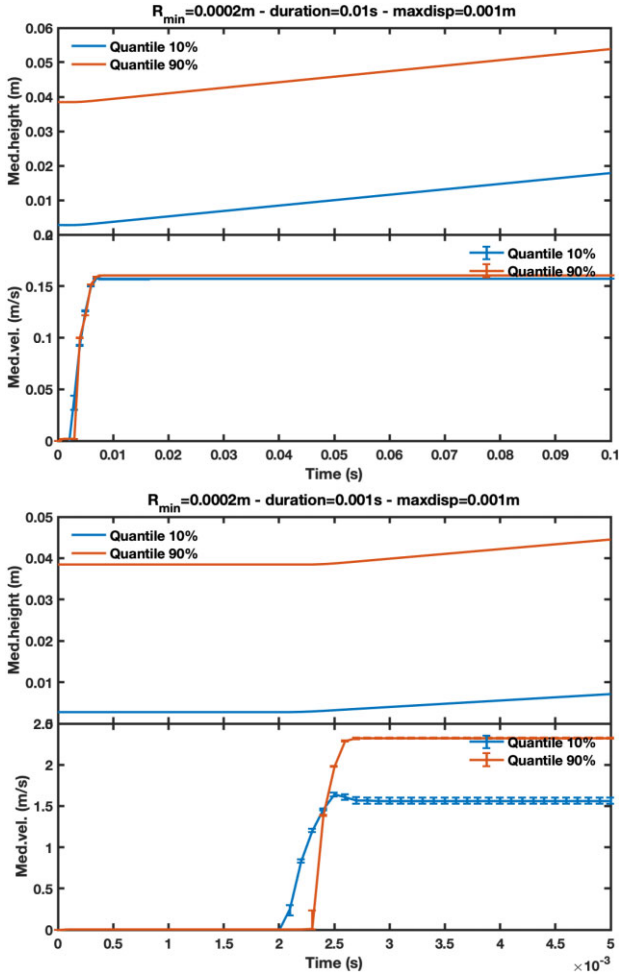 R_min=0.0002m - duration=0.01s - maxdisp=0.001m
0.06
0.05
0.04
0.03
0.02
0.01
Med.height (m)
Quantile 10%
Quantile 90%
0.2
0.15
0.1
0.05
0
Med.vel. (m/s)
Quantile 10%
Quantile 90%
0 0.01 0.02 0.03 0.04 0.05 0.06 0.07 0.08 0.09 0.1
Time (s)
R_min=0.0002m - duration=0.001s - maxdisp=0.001m
0.05
0.04
0.03
0.02
0.01
Med.height (m)
Quantile 10%
Quantile 90%
2
1.5
1
0.5
0
Med.vel. (m/s)
Quantile 10%
Quantile 90%
0 0.5 1 1.5 2 2.5 3 3.5 4 4.5 5
Time (s)
×10⁻³